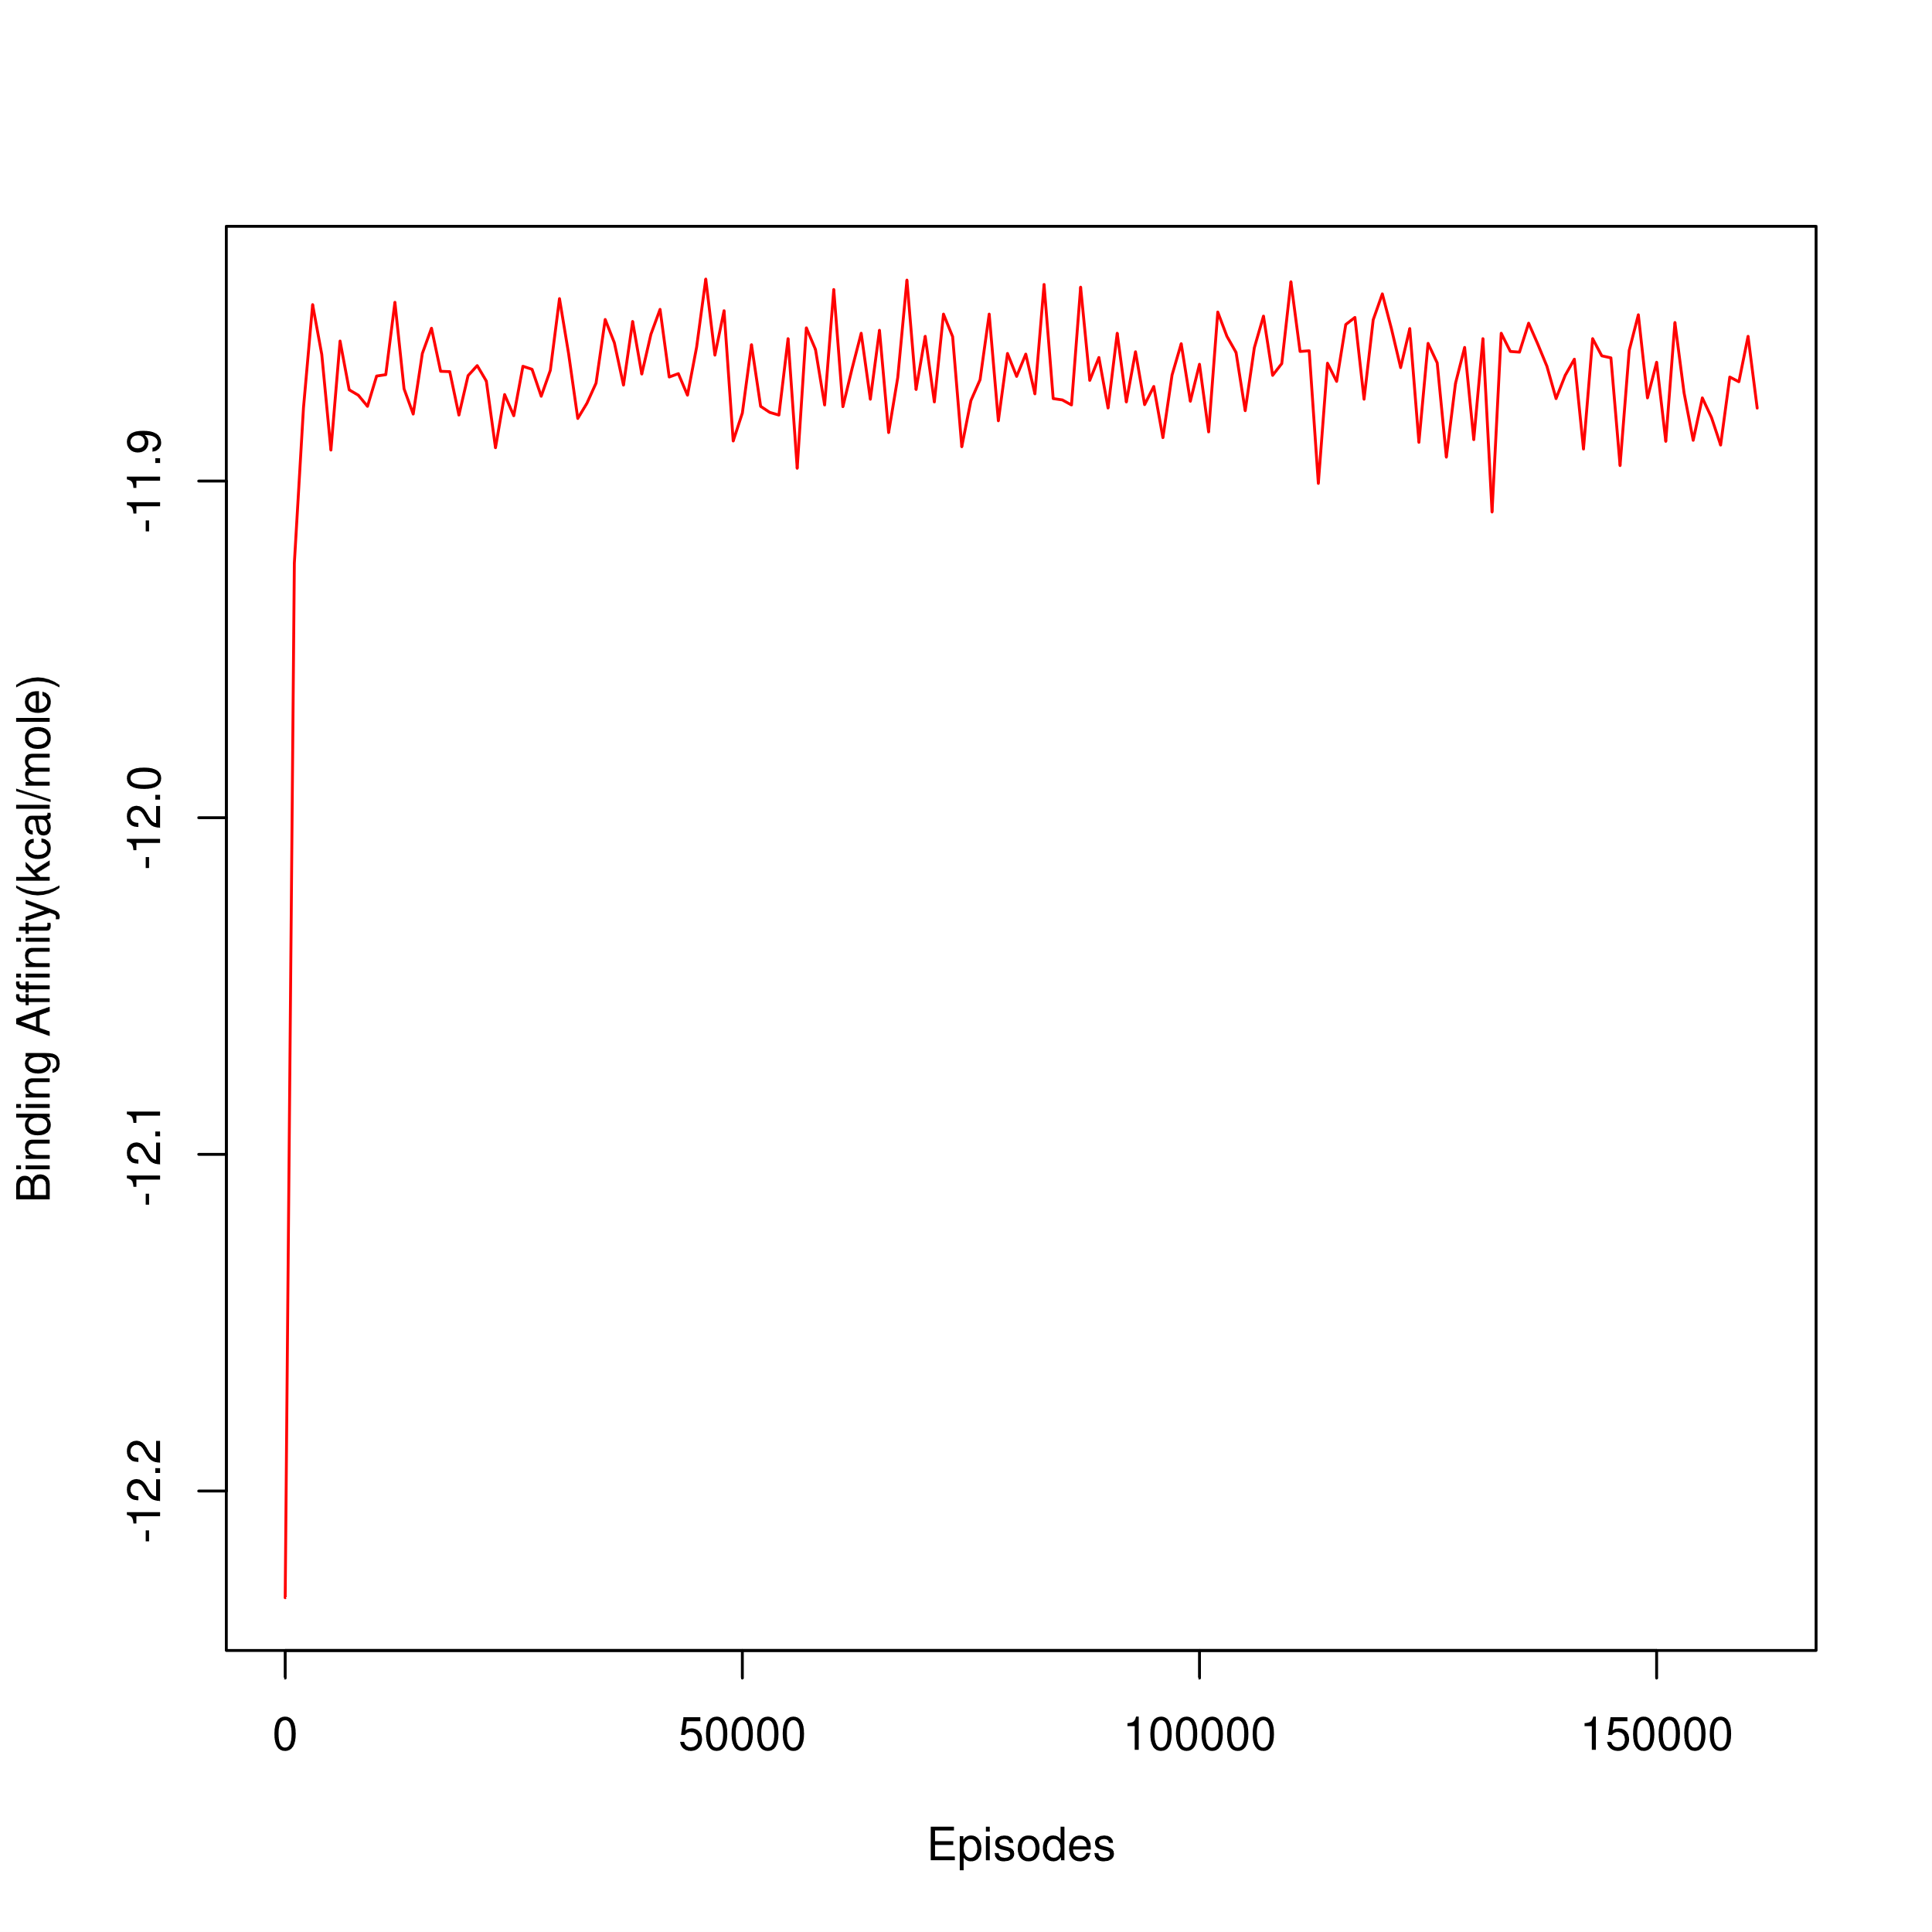 Binding Affinity(kcal/mole)
-11.9
-12.0
-12.1
-12.2
0 50000 100000 150000
Episodes